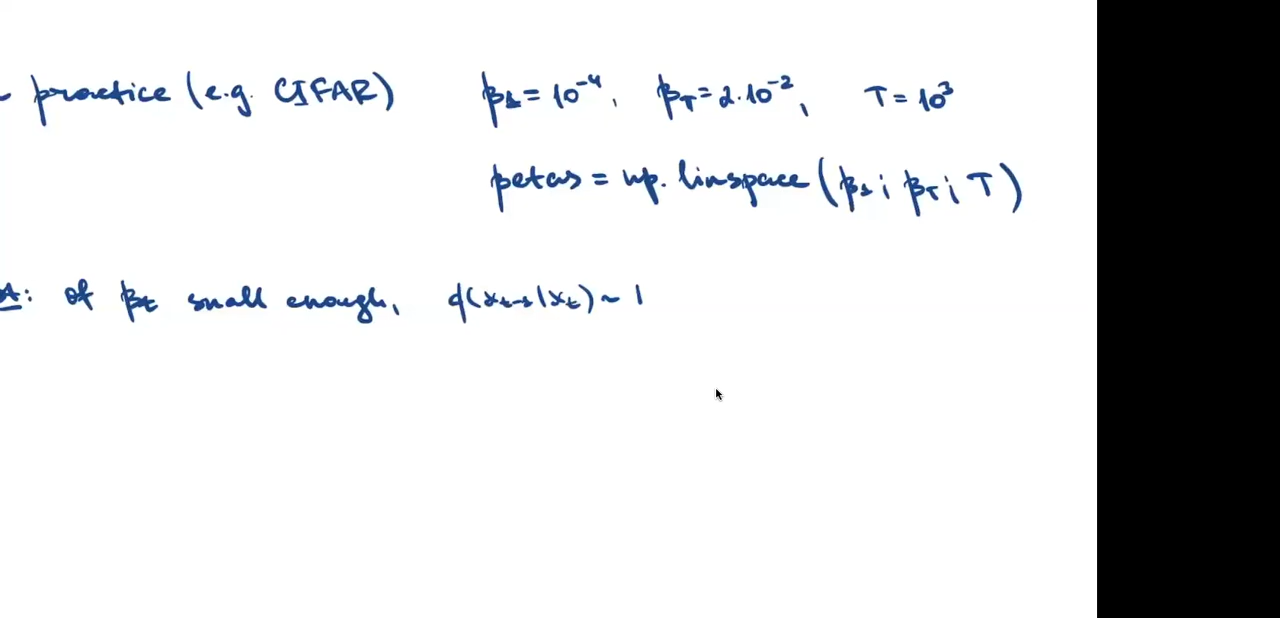 practice (e.g. CIFAR) β₁ = 10⁻⁴, β_T = 2·10⁻², T = 10³
betas = np.linspace(β₁; β_T; T)
A: if β_t small enough, q(x_{t-1}|x_t) ~